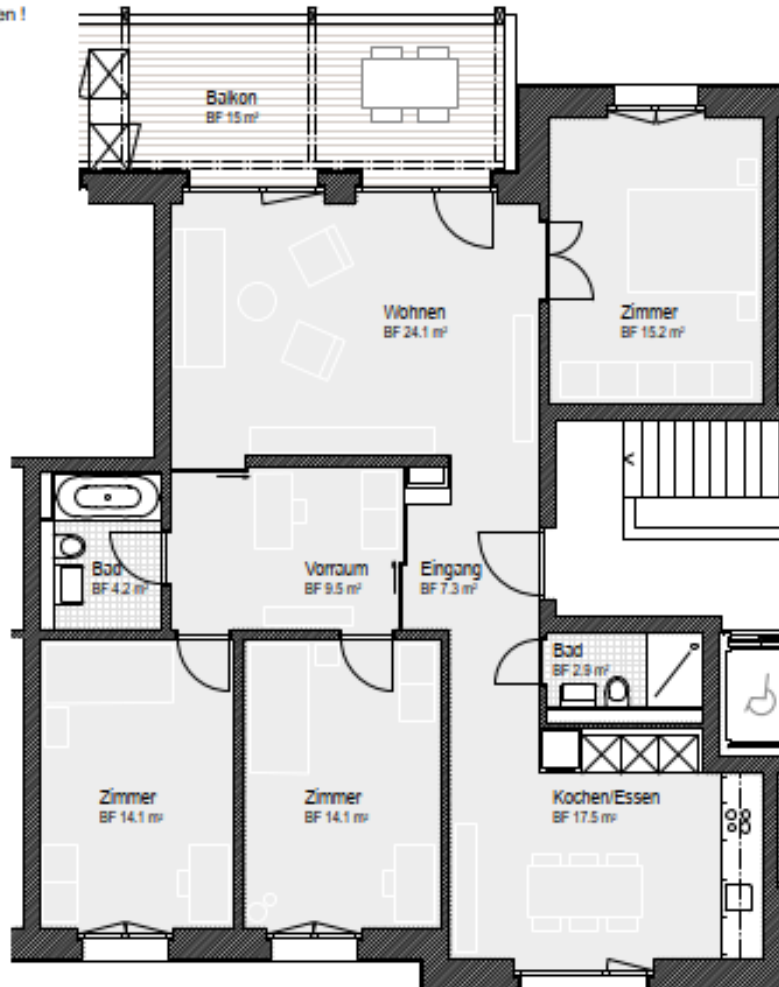 en !
Balkon
BF 15 m²
Wohnen
BF 24.1 m²
Zimmer
BF 15.2 m²
Bad
BF 4.2 m²
Vorraum
BF 9.5 m²
Eingang
BF 7.3 m²
Bad
BF 2.9 m²
Zimmer
BF 14.1 m²
Zimmer
BF 14.1 m²
Kochen/Essen
BF 17.5 m²